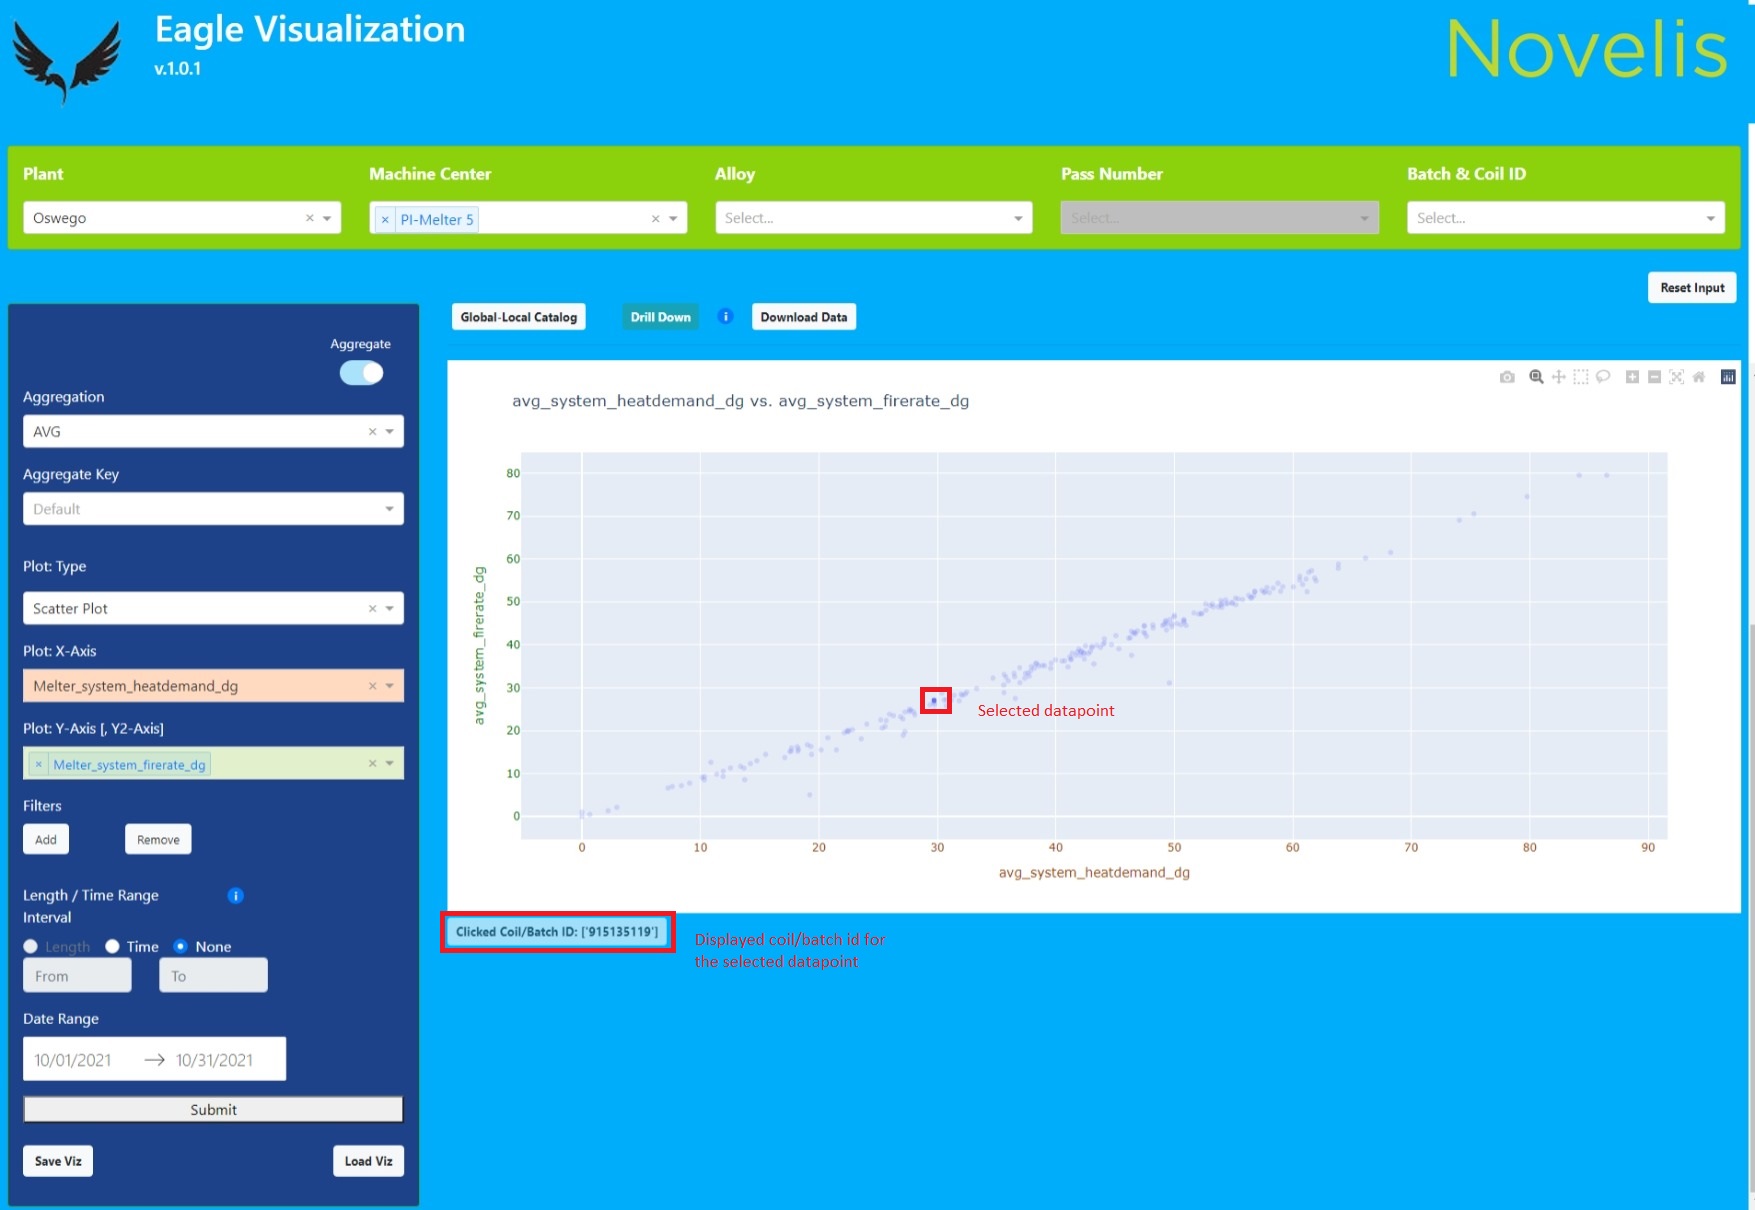 Eagle Visualization
v.1.0.1
Novelis
Plant
Machine Center
Alloy
Pass Number
Batch & Coil ID
Oswego
× PI-Melter 5
Select...
Select...
Select...
Reset Input
Global-Local Catalog
Drill Down
i
Download Data
Aggregate
Aggregation
AVG
Aggregate Key
Default
Plot: Type
Scatter Plot
Plot: X-Axis
Melter_system_heatdemand_dg
Plot: Y-Axis [, Y2-Axis]
× Melter_system_firerate_dg
Filters
Add
Remove
Length / Time Range
Interval
i
Length
Time
None
From
To
Date Range
10/01/2021 → 10/31/2021
Submit
Save Viz
Load Viz
avg_system_heatdemand_dg vs. avg_system_firerate_dg
avg_system_firerate_dg
80
70
60
50
40
30
20
10
0
Selected datapoint
0 10 20 30 40 50 60 70 80 90
avg_system_heatdemand_dg
Clicked Coil/Batch ID: ['915135119']
Displayed coil/batch id for
the selected datapoint